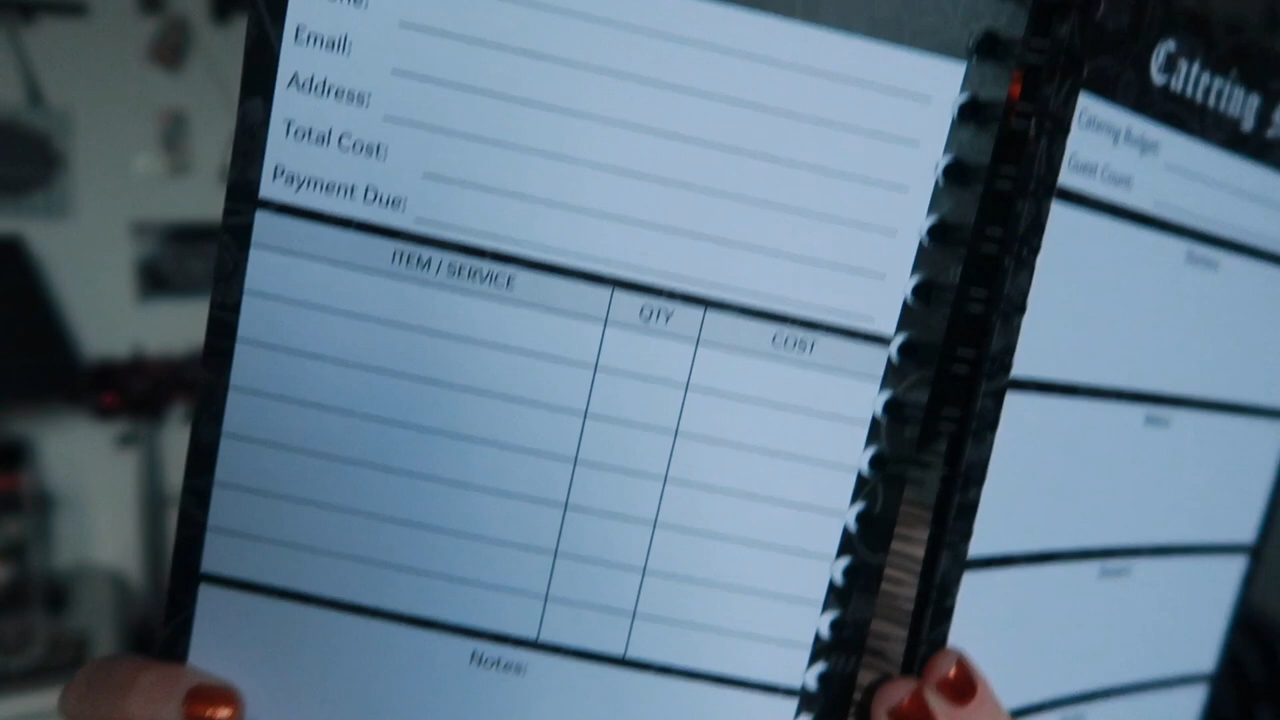 Email:
Address:
Total Cost:
Payment Due:
ITEM / SERVICE
QTY
COST
Notes:
Catering
Catering Budget:
Guest Count: